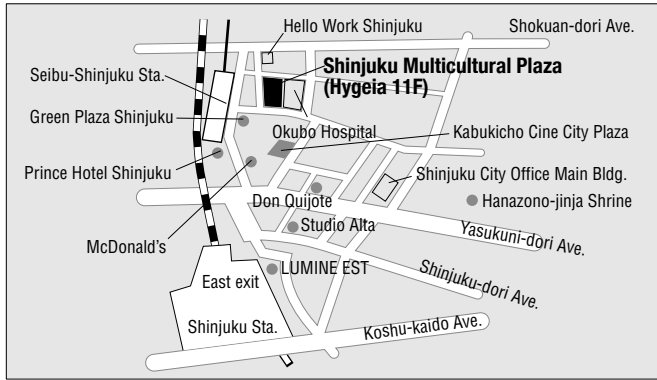 Hello Work Shinjuku
Shokuan-dori Ave.
Seibu-Shinjuku Sta.
Shinjuku Multicultural Plaza
(Hygeia 11F)
Green Plaza Shinjuku
Okubo Hospital
Kabukicho Cine City Plaza
Prince Hotel Shinjuku
Shinjuku City Office Main Bldg.
Don Quijote
Hanazono-jinja Shrine
McDonald's
Studio Alta
Yasukuni-dori Ave.
LUMINE EST
East exit
Shinjuku-dori Ave.
Shinjuku Sta.
Koshu-kaido Ave.